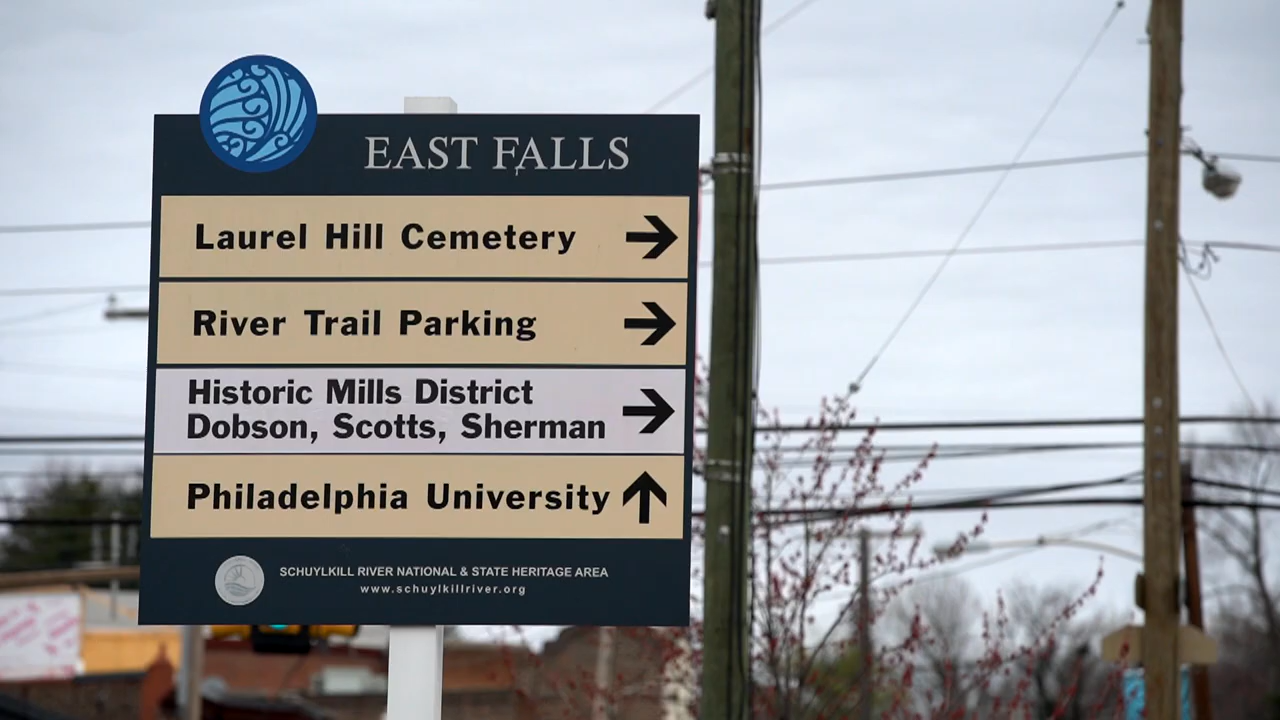 EAST FALLS
Laurel Hill Cemetery
River Trail Parking
Historic Mills District
Dobson, Scotts, Sherman
Philadelphia University
SCHUYLKILL RIVER NATIONAL & STATE HERITAGE AREA
www.schuylkillriver.org